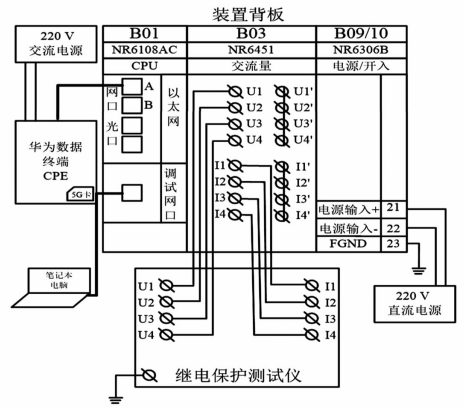 装置背板
220 V
交流电源
B01
B03
B09/10
NR6108AC
NR6451
NR6306B
CPU
交流量
电源/开入
网口
A
B
光口
以太网
调试网口
华为数据
终端
CPE
5G卡
笔记本
电脑
U1
U1'
U2
U2'
U3
U3'
U4
U4'
I1
I1'
I2
I2'
I3
I3'
I4
I4'
电源输入+
21
电源输入-
22
FGND
23
220 V
直流电源
U1
I1
U2
I2
U3
I3
U4
I4
继电保护测试仪